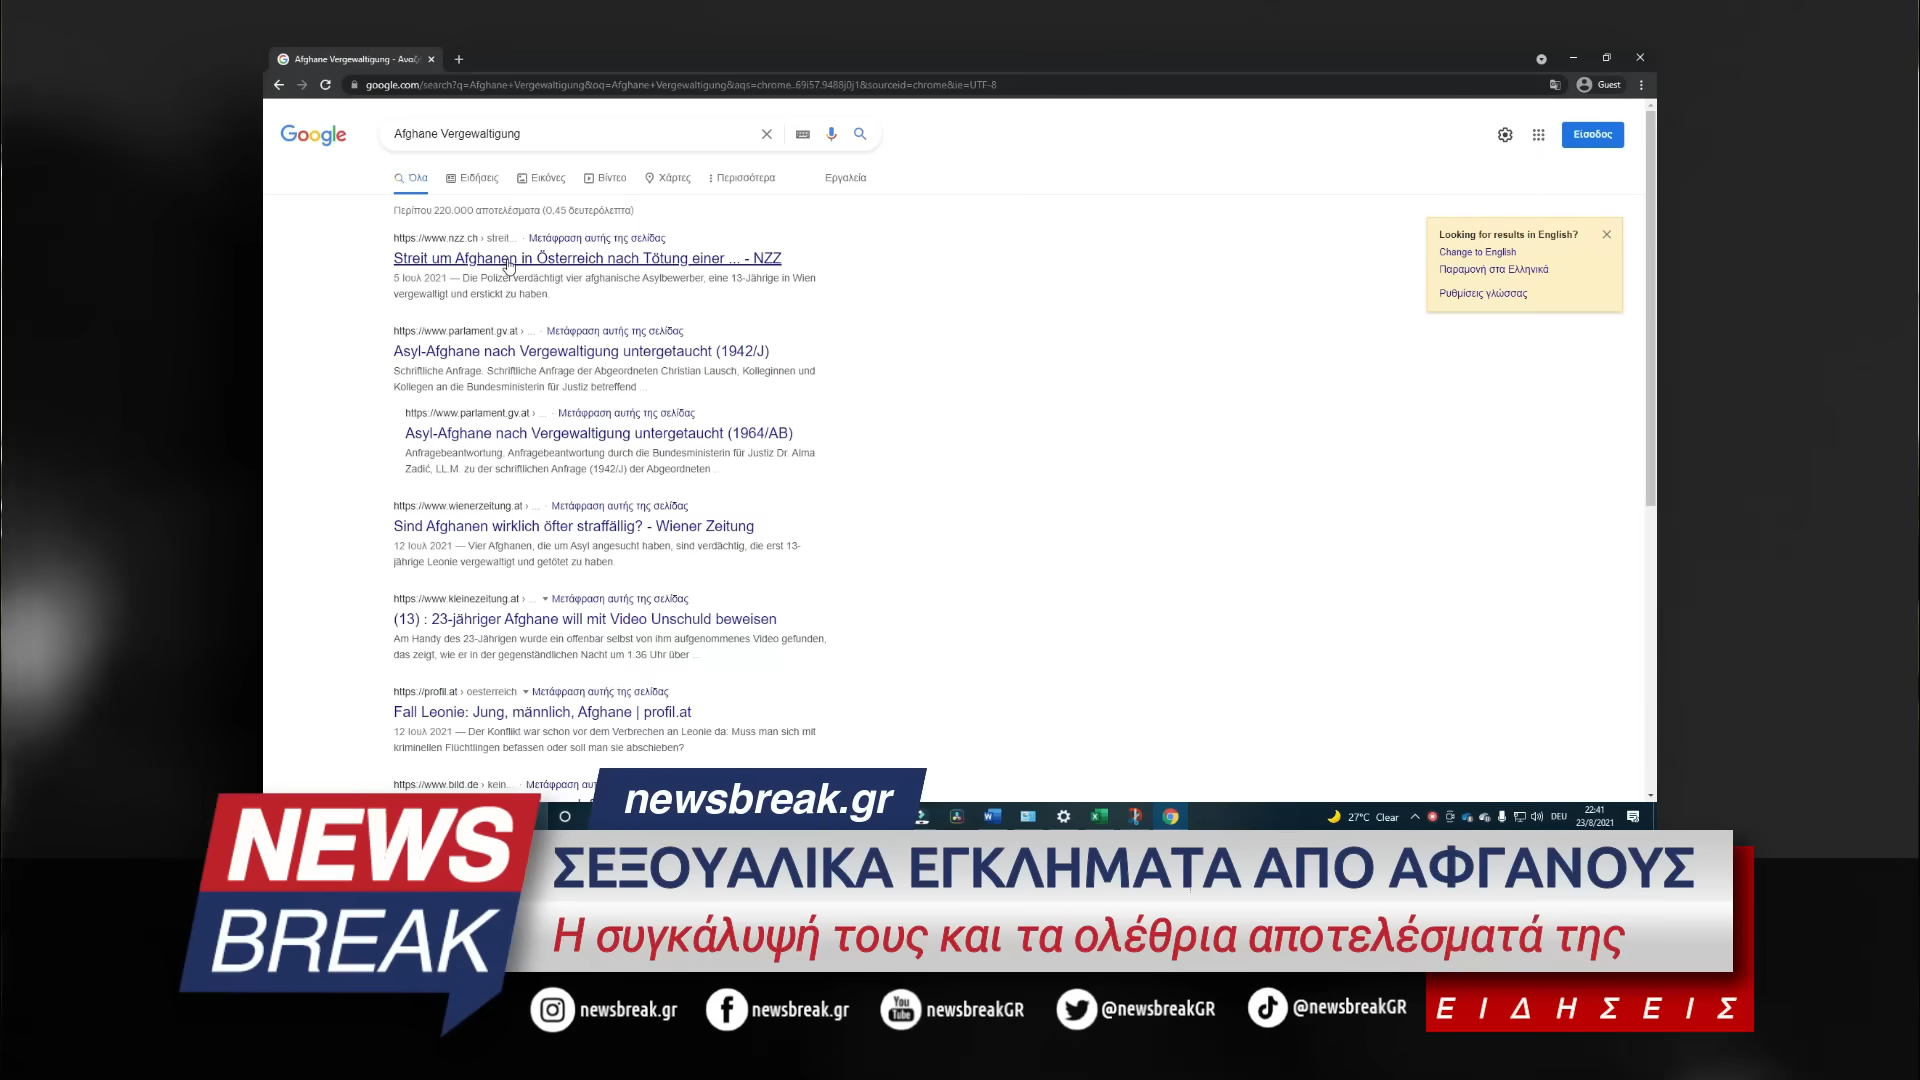 Afghane Vergewaltigung - Ανα
google.com/search?q=Afghane+Vergewaltigung&oq=Afghane+Vergewaltigung&aqs=chrome..69i57.9488j0j1&sourceid=chrome&ie=UTF-8
Guest
Google
Afghane Vergewaltigung
Είσοδος
Όλα
Ειδήσεις
Εικόνες
Βίντεο
Χάρτες
Περισσότερα
Εργαλεία
Περίπου 220.000 αποτελέσματα (0,45 δευτερόλεπτα)
https://www.nzz.ch › streit... · Μετάφραση αυτής της σελίδας
Streit um Afghanen in Österreich nach Tötung einer ... - NZZ
5 Ιουλ 2021 — Die Polizei verdächtigt vier afghanische Asylbewerber, eine 13-Jährige in Wien
vergewaltigt und erstickt zu haben.
Looking for results in English?
Change to English
Παραμονή στα Ελληνικά
Ρυθμίσεις γλώσσας
https://www.parlament.gv.at › ... · Μετάφραση αυτής της σελίδας
Asyl-Afghane nach Vergewaltigung untergetaucht (1942/J)
Schriftliche Anfrage. Schriftliche Anfrage der Abgeordneten Christian Lausch, Kolleginnen und
Kollegen an die Bundesministerin für Justiz betreffend ...
https://www.parlament.gv.at › ... · Μετάφραση αυτής της σελίδας
Asyl-Afghane nach Vergewaltigung untergetaucht (1964/AB)
Anfragebeantwortung. Anfragebeantwortung durch die Bundesministerin für Justiz Dr. Alma
Zadić, LL.M. zu der schriftlichen Anfrage (1942/J) der Abgeordneten ...
https://www.wienerzeitung.at › ... · Μετάφραση αυτής της σελίδας
Sind Afghanen wirklich öfter straffällig? - Wiener Zeitung
12 Ιουλ 2021 — Vier Afghanen, die um Asyl angesucht haben, sind verdächtig, die erst 13-
jährige Leonie vergewaltigt und getötet zu haben.
https://www.kleinezeitung.at › ... Μετάφραση αυτής της σελίδας
(13) : 23-jähriger Afghane will mit Video Unschuld beweisen
Am Handy des 23-Jährigen wurde ein offenbar selbst von ihm aufgenommenes Video gefunden,
das zeigt, wie er in der gegenständlichen Nacht um 1.36 Uhr über ...
https://profil.at › oesterreich Μετάφραση αυτής της σελίδας
Fall Leonie: Jung, männlich, Afghane | profil.at
12 Ιουλ 2021 — Der Konflikt war schon vor dem Verbrechen an Leonie da: Muss man sich mit
kriminellen Flüchtlingen befassen oder soll man sie abschieben?
https://www.bild.de › kein... · Μετάφραση
27°C Clear
DEU
22:41
23/8/2021
newsbreak.gr
NEWS
BREAK
ΣΕΞΟΥΑΛΙΚΑ ΕΓΚΛΗΜΑΤΑ ΑΠΟ ΑΦΓΑΝΟΥΣ
Η συγκάλυψή τους και τα ολέθρια αποτελέσματά της
newsbreak.gr
newsbreak.gr
You Tube
newsbreakGR
@newsbreakGR
@newsbreakGR
ΕΙΔΗΣΕΙΣ